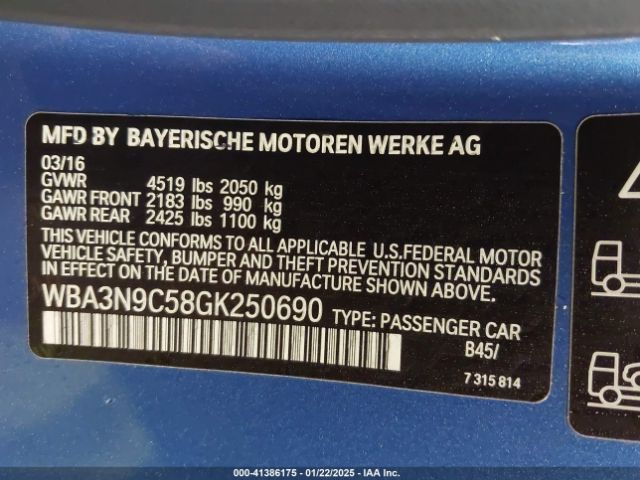 MFD BY BAYERISCHE MOTOREN WERKE AG
03/16
GVWR 4519 lbs 2050 kg
GAWR FRONT 2183 lbs 990 kg
GAWR REAR 2425 lbs 1100 kg
THIS VEHICLE CONFORMS TO ALL APPLICABLE U.S.FEDERAL MOTOR
VEHICLE SAFETY, BUMPER AND THEFT PREVENTION STANDARDS
IN EFFECT ON THE DATE OF MANUFACTURE SHOWN ABOVE.
WBA3N9C58GK250690 TYPE: PASSENGER CAR
B45/
7 315 814
000-41386175 - 01/22/2025 - IAA Inc.